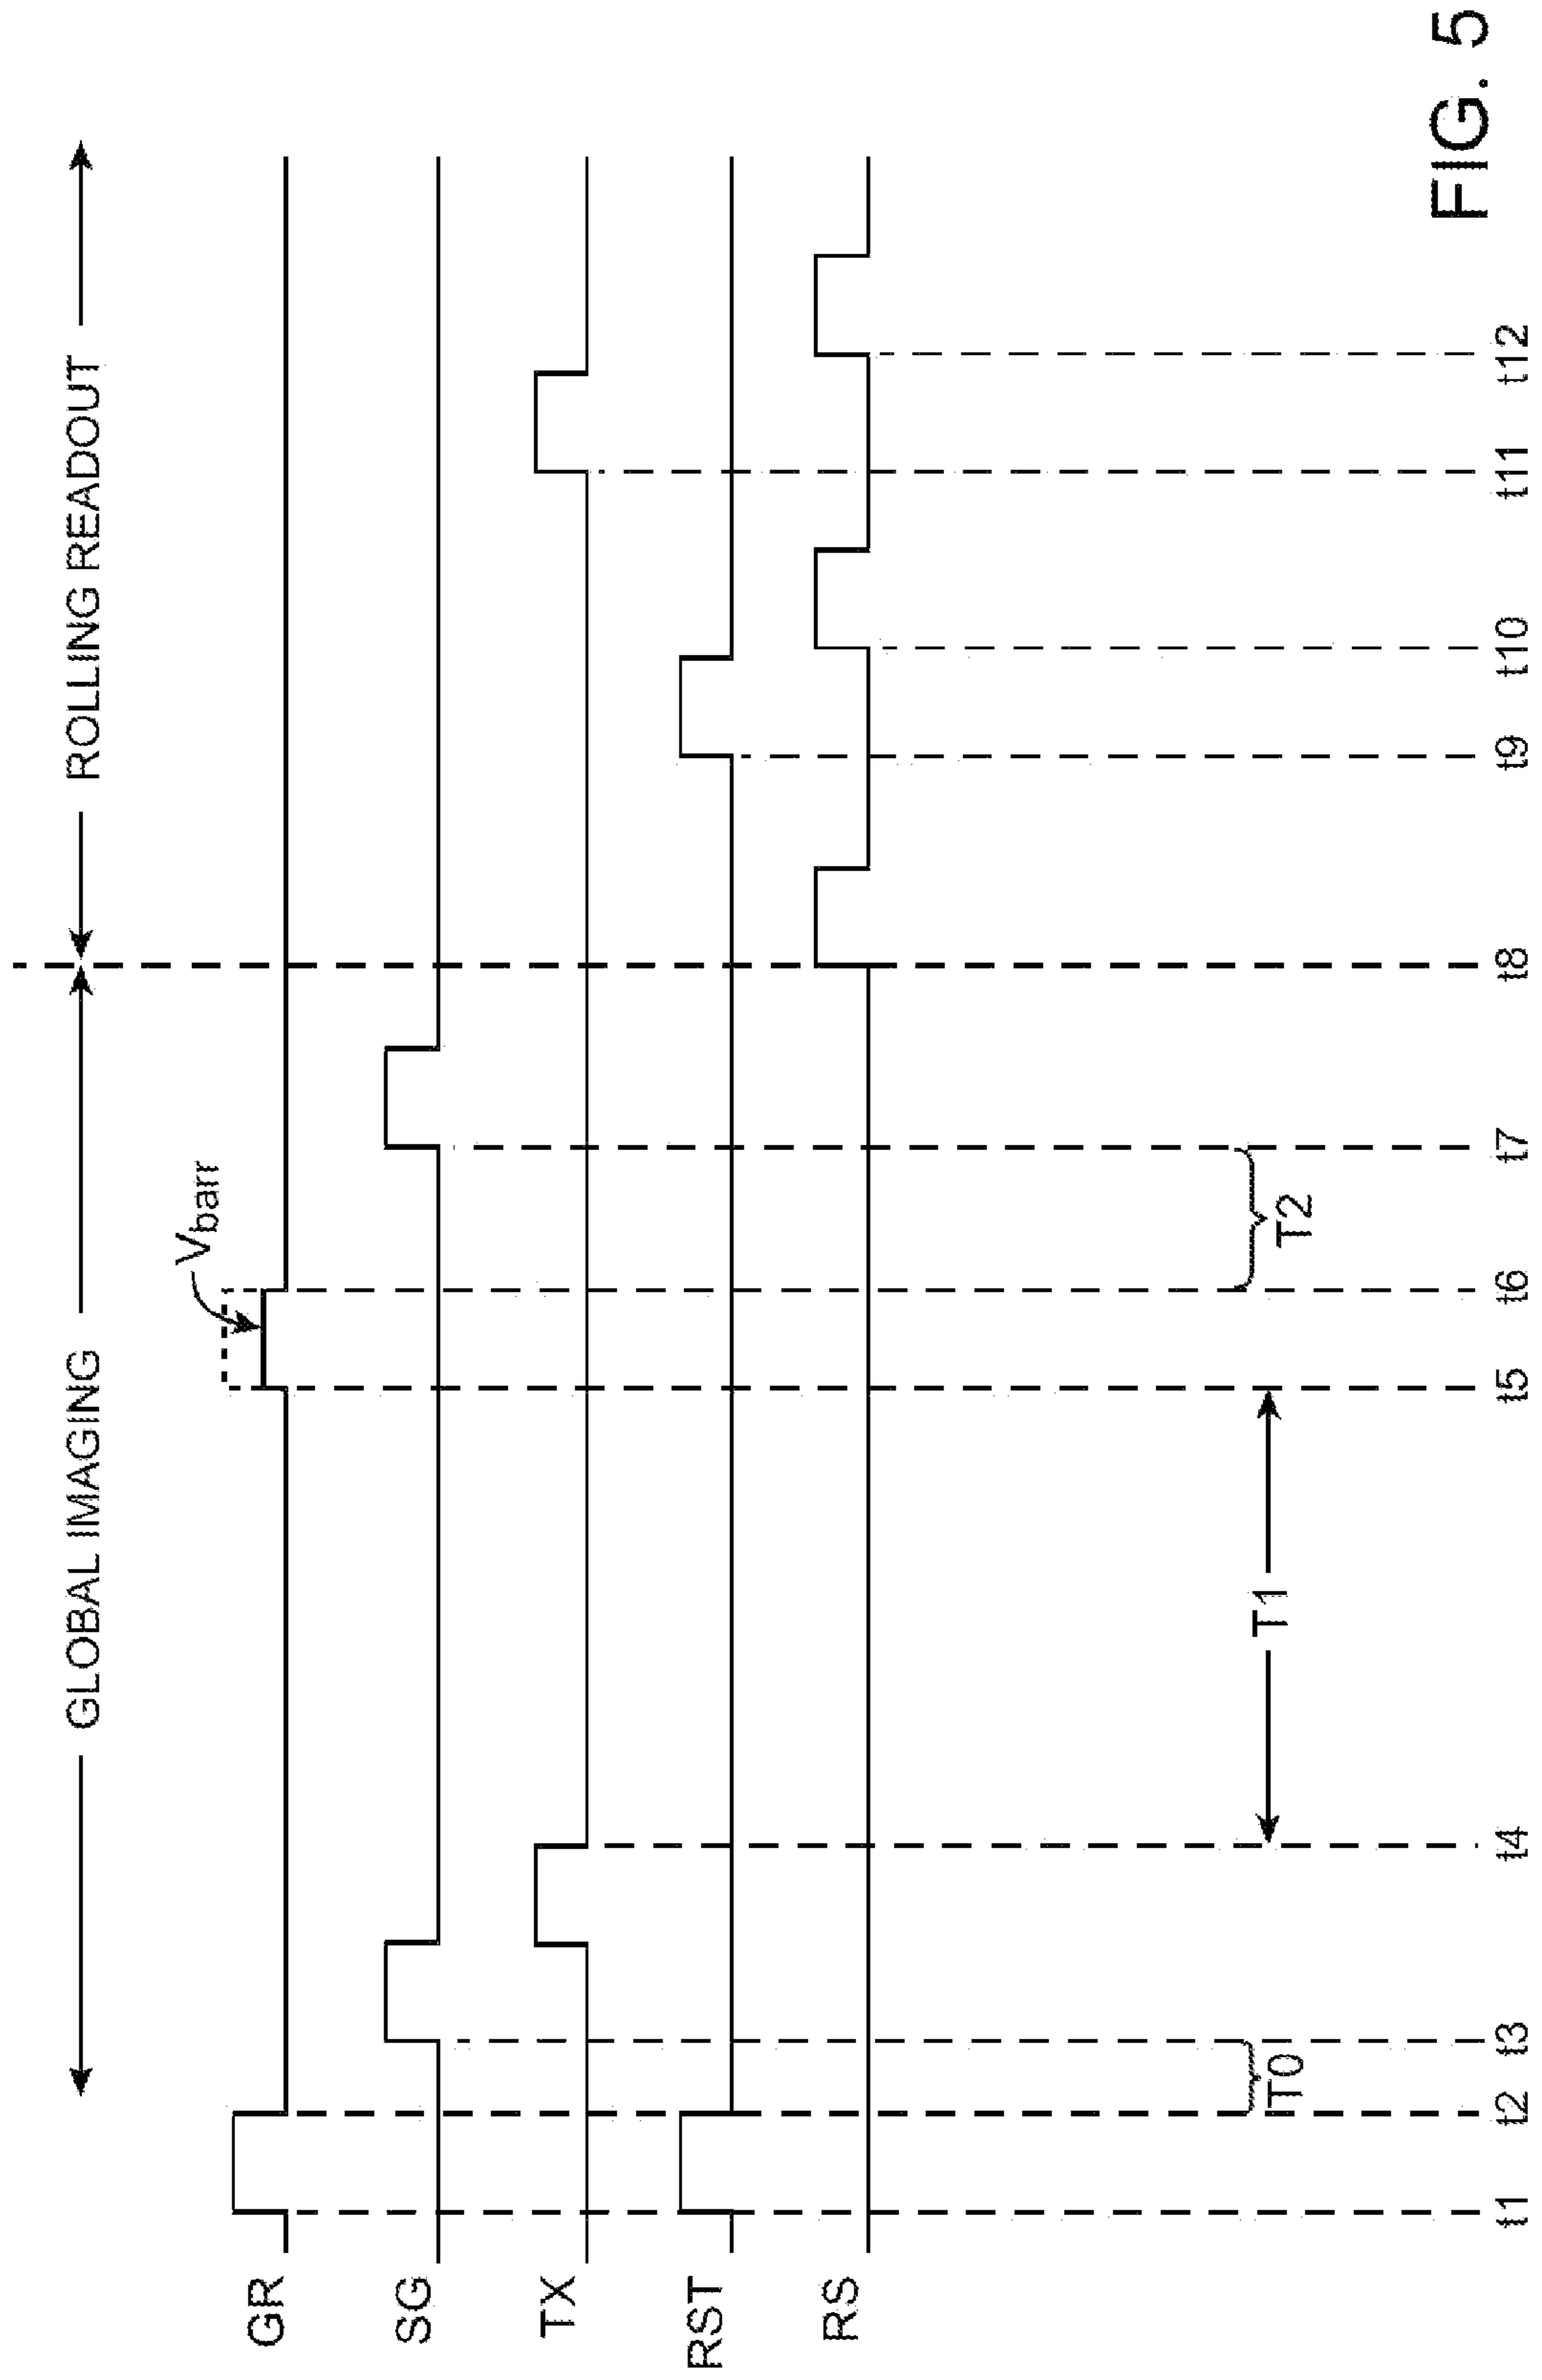 GLOBAL IMAGING
ROLLING READOUT
Vbarr
GR
SG
TX
RST
RS
T0
T1
T2
t1 t2 t3 t4 t5 t6 t7 t8 t9 t10 t11 t12
FIG. 5